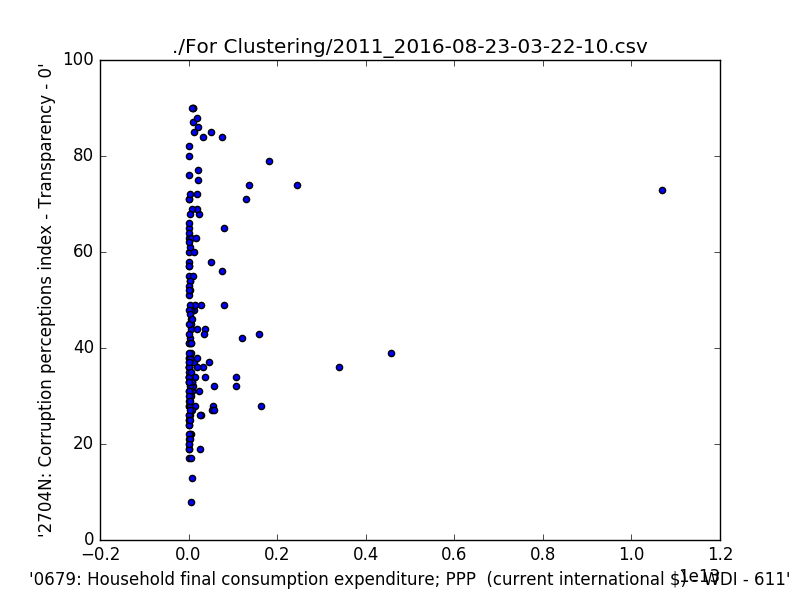 ./For Clustering/2011_2016-08-23-03-22-10.csv
'2704N: Corruption perceptions index - Transparency - 0'
100
80
60
40
20
0
−0.2 0.0 0.2 0.4 0.6 0.8 1.0 1.2
1e13
'0679: Household final consumption expenditure; PPP (current international $) - WDI - 611'